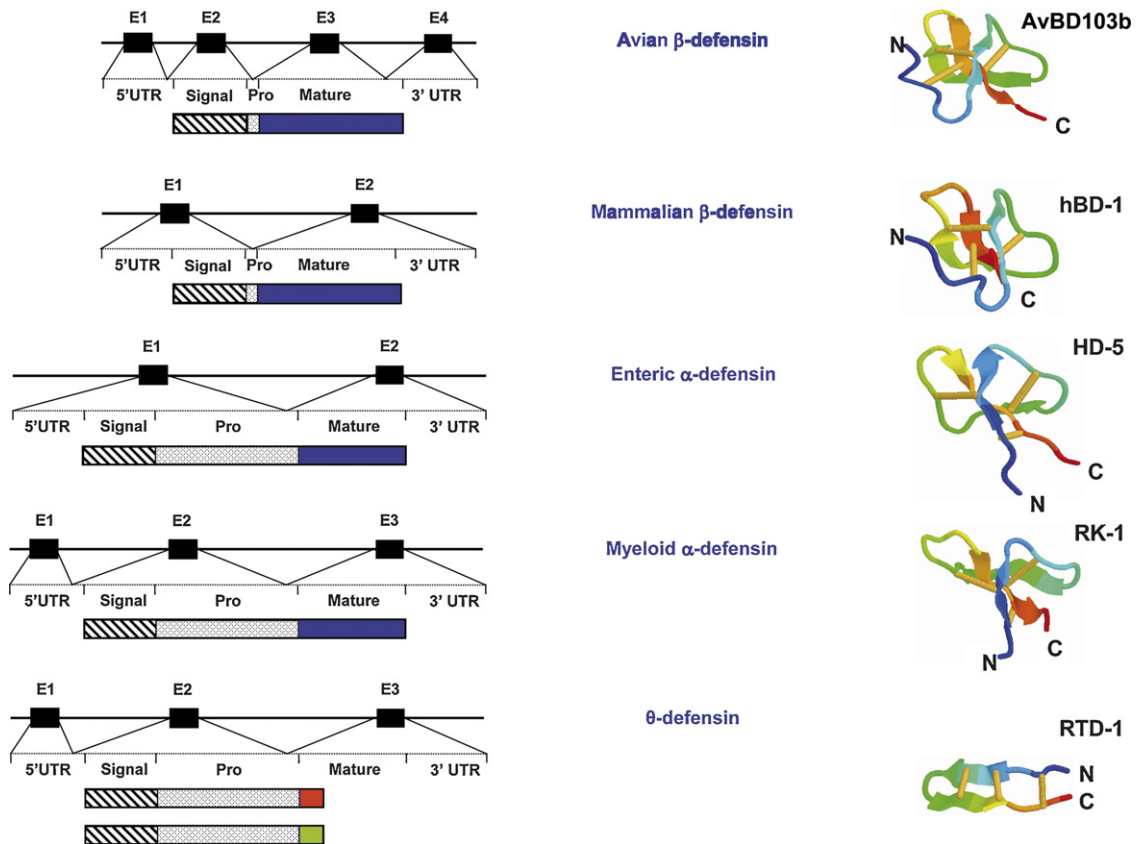 E1 E2 E3 E4
Avian β-defensin
AvBD103b
N
C
5'UTR Signal Pro Mature 3' UTR
E1 E2
Mammalian β-defensin
hBD-1
N
C
5'UTR Signal Pro Mature 3' UTR
E1 E2
Enteric α-defensin
HD-5
C
N
5'UTR Signal Pro Mature 3' UTR
E1 E2 E3
Myeloid α-defensin
RK-1
C
N
5'UTR Signal Pro Mature 3' UTR
E1 E2 E3
θ-defensin
RTD-1
N
C
5'UTR Signal Pro Mature 3' UTR